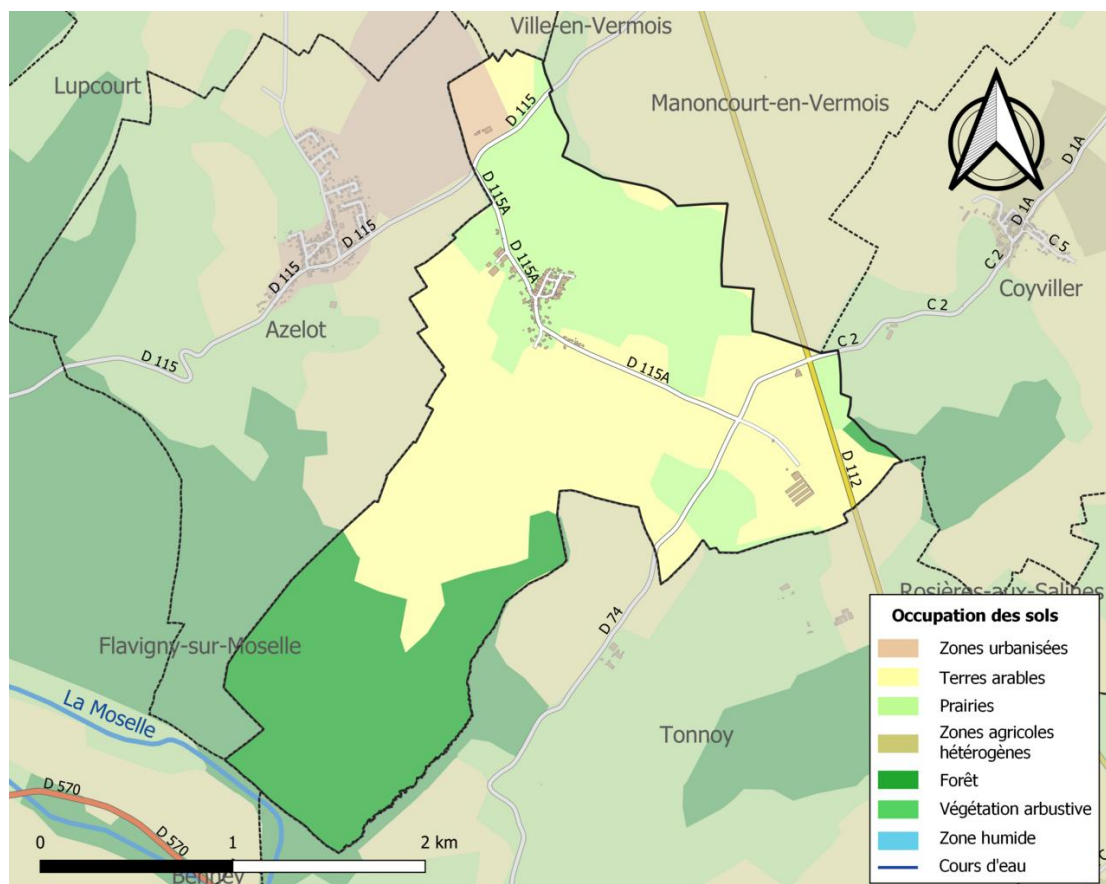 Ville-en-Vermois
Lupcourt
Manoncourt-en-Vermois
D 115
D 1A
D 115A
D 1A
D 115
C 5
D 115A
C 2
D 115
Coyviller
C 2
Azelot
C 2
D 115
D 115A
D 112
Rosières-aux-Salines
Occupation des sols
Zones urbanisées
Terres arables
Prairies
Zones agricoles
hétérogènes
Forêt
Végétation arbustive
Zone humide
Cours d'eau
D 74
Flavigny-sur-Moselle
La Moselle
Tonnoy
D 570
D 570
0
1
2 km